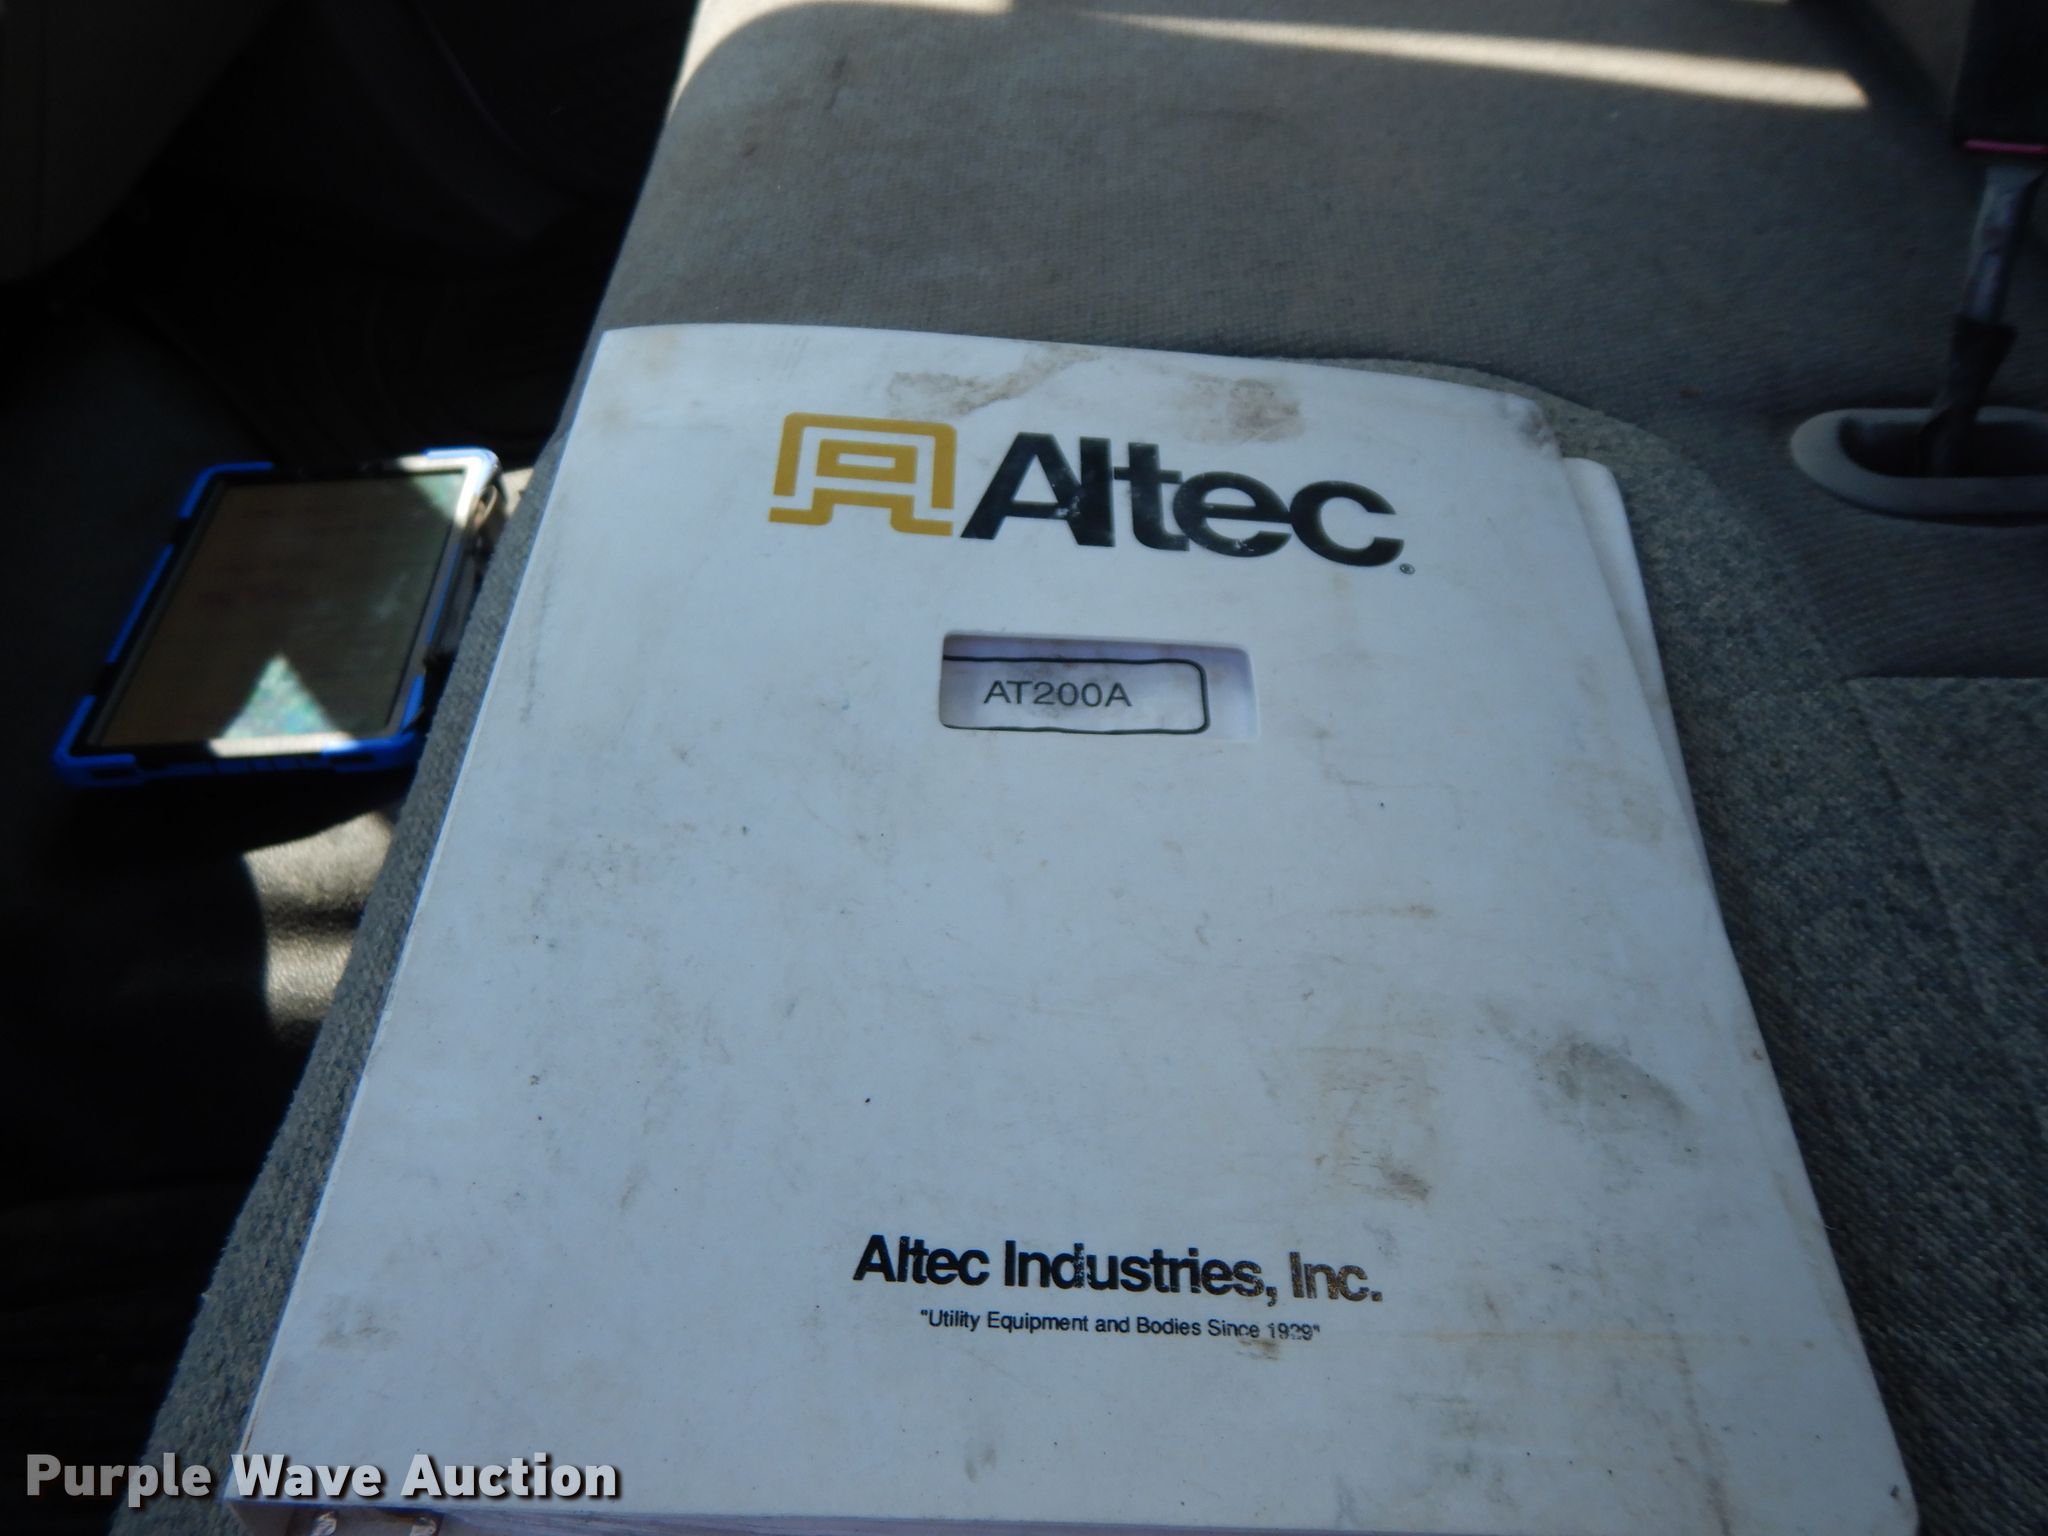 Altec®
AT200A
Altec Industries, Inc.
"Utility Equipment and Bodies Since 1929"
Purple Wave Auction